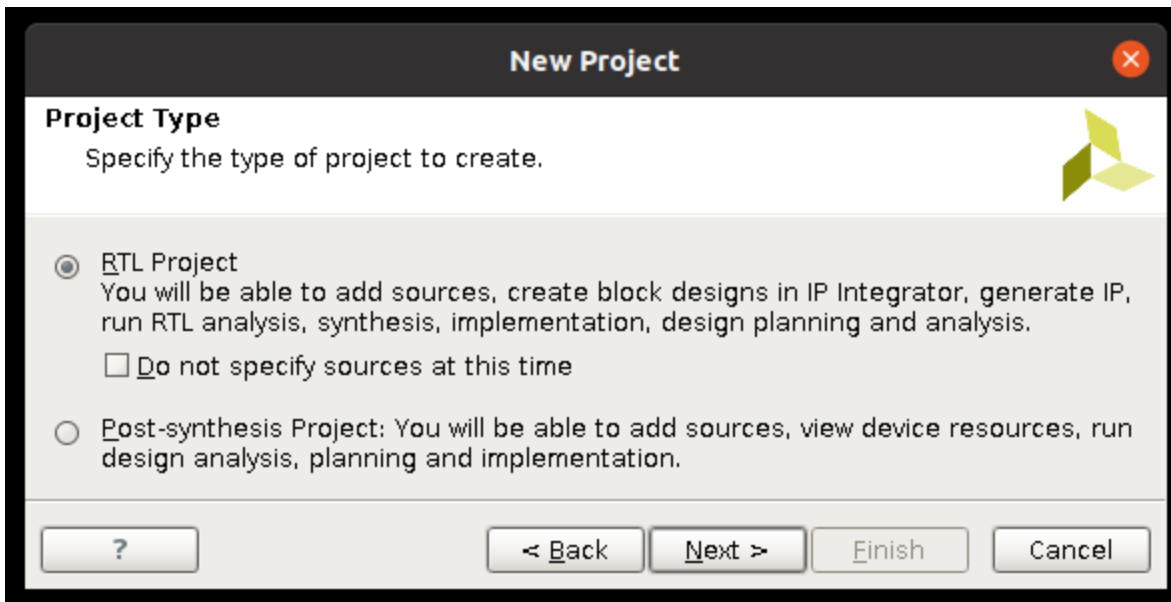 New Project
Project Type
Specify the type of project to create.
RTL Project
You will be able to add sources, create block designs in IP Integrator, generate IP,
run RTL analysis, synthesis, implementation, design planning and analysis.
Do not specify sources at this time
Post-synthesis Project: You will be able to add sources, view device resources, run
design analysis, planning and implementation.
? < Back Next > Finish Cancel